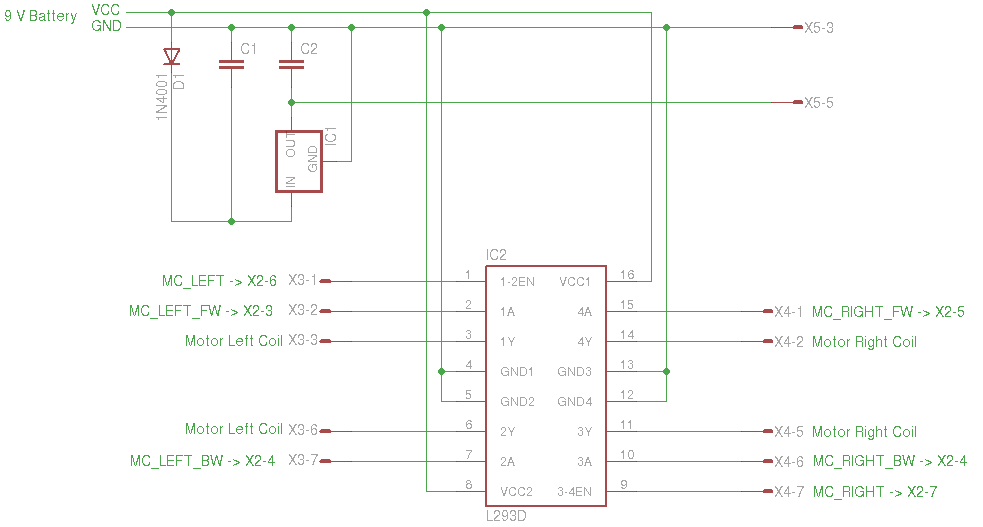 9 V Battery VCC
GND
X5-3
C1 C2
1N4001
D1
X5-5
IC1
OUT
GND
IN
IC2
MC_LEFT -> X2-6 X3-1 1 1-2EN VCC1 16
MC_LEFT_FW -> X2-3 X3-2 2 1A 4A 15 X4-1 MC_RIGHT_FW -> X2-5
Motor Left Coil X3-3 3 1Y 4Y 14 X4-2 Motor Right Coil
4 GND1 GND3 13
5 GND2 GND4 12
Motor Left Coil X3-6 6 2Y 3Y 11 X4-5 Motor Right Coil
MC_LEFT_BW -> X2-4 X3-7 7 2A 3A 10 X4-6 MC_RIGHT_BW -> X2-4
8 VCC2 3-4EN 9 X4-7 MC_RIGHT -> X2-7
L293D